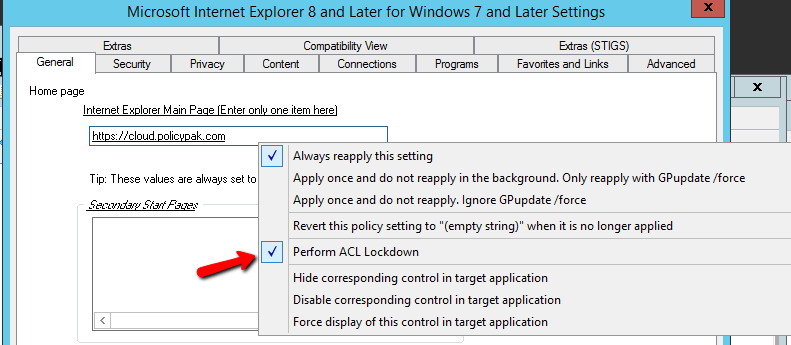 Microsoft Internet Explorer 8 and Later for Windows 7 and Later Settings
x
Extras
Compatibility View
Extras (STIGS)
General
Security
Privacy
Content
Connections
Programs
Favorites and Links
Advanced
x
Home page
Internet Explorer Main Page (Enter only one item here)
https://cloud.policypak.com
Tip: These values are always set to
Secondary Start Pages
Always reapply this setting
Apply once and do not reapply in the background. Only reapply with GPupdate /force
Apply once and do not reapply. Ignore GPupdate /force
Revert this policy setting to "(empty string)" when it is no longer applied
Perform ACL Lockdown
Hide corresponding control in target application
Disable corresponding control in target application
Force display of this control in target application